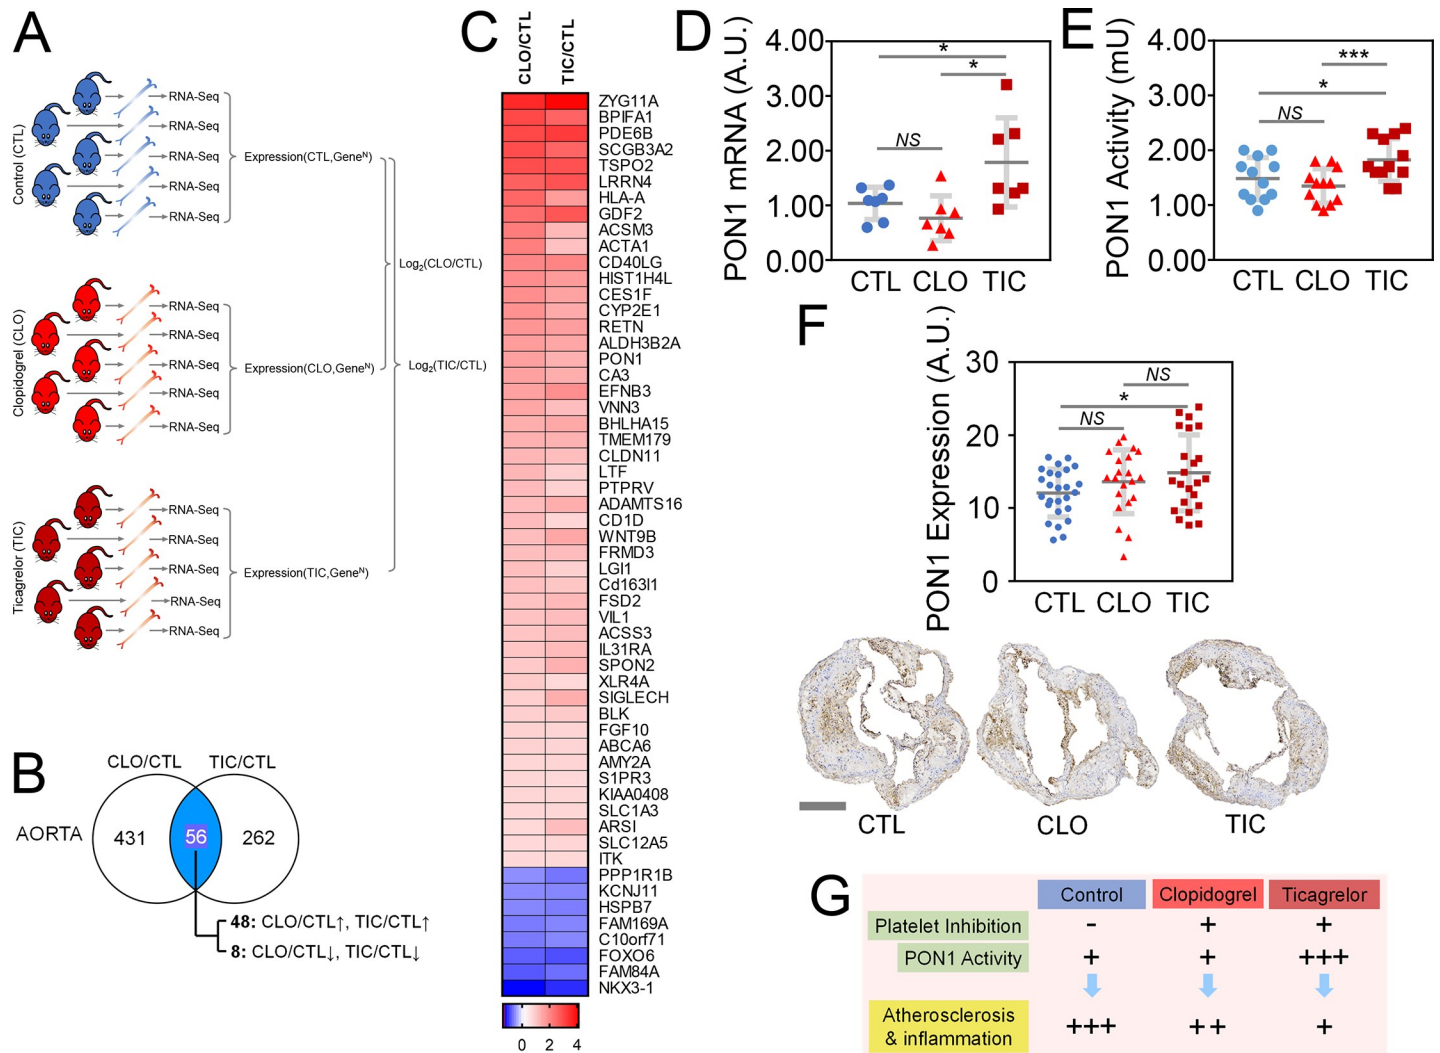 A
Control (CTL)
RNA-Seq
RNA-Seq
RNA-Seq
RNA-Seq
RNA-Seq
Expression(CTL,Geneᴺ)
Clopidogrel (CLO)
RNA-Seq
RNA-Seq
RNA-Seq
RNA-Seq
RNA-Seq
Expression(CLO,Geneᴺ)
Ticagrelor (TIC)
RNA-Seq
RNA-Seq
RNA-Seq
RNA-Seq
RNA-Seq
Expression(TIC,Geneᴺ)
Log₂(CLO/CTL)
Log₂(TIC/CTL)
B
CLO/CTL
TIC/CTL
AORTA
431
56
262
48: CLO/CTL↑, TIC/CTL↑
8: CLO/CTL↓, TIC/CTL↓
C
CLO/CTL
TIC/CTL
ZYG11A
BPIFA1
PDE6B
SCGB3A2
TSPO2
LRRN4
HLA-A
GDF2
ACSM3
ACTA1
CD40LG
HIST1H4L
CES1F
CYP2E1
RETN
ALDH3B2A
PON1
CA3
EFNB3
VNN3
BHLHA15
TMEM179
CLDN11
LTF
PTPRV
ADAMTS16
CD1D
WNT9B
FRMD3
LGI1
Cd163l1
FSD2
VIL1
ACSS3
IL31RA
SPON2
XLR4A
SIGLECH
BLK
FGF10
ABCA6
AMY2A
S1PR3
KIAA0408
SLC1A3
ARSI
SLC12A5
ITK
PPP1R1B
KCNJ11
HSPB7
FAM169A
C10orf71
FOXO6
FAM84A
NKX3-1
0 2 4
D
PON1 mRNA (A.U.)
4.00
3.00
2.00
1.00
0.00
*
*
NS
CTL CLO TIC
E
PON1 Activity (mU)
4.00
3.00
2.00
1.00
0.00
***
*
NS
CTL CLO TIC
F
PON1 Expression (A.U.)
30
20
10
0
NS
*
NS
CTL CLO TIC
CTL
CLO
TIC
G
Control Clopidogrel Ticagrelor
Platelet Inhibition - + +
PON1 Activity + + +++
Atherosclerosis
& inflammation +++ ++ +